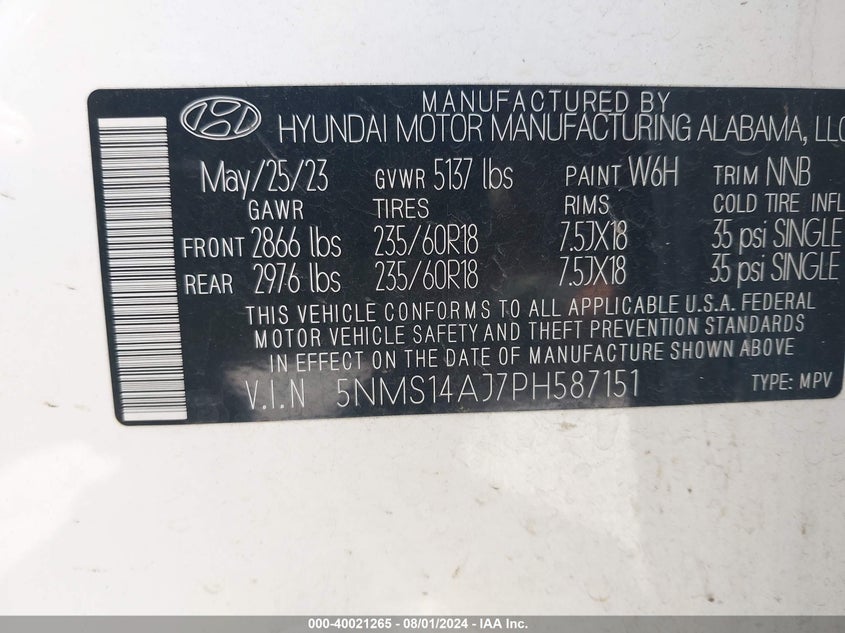 MANUFACTURED BY
HYUNDAI MOTOR MANUFACTURING ALABAMA, LLC
May/25/23 GVWR 5137 lbs PAINT W6H TRIM NNB
GAWR TIRES RIMS COLD TIRE INFL
FRONT 2866 lbs 235/60R18 7.5JX18 35 psi SINGLE
REAR 2976 lbs 235/60R18 7.5JX18 35 psi SINGLE
THIS VEHICLE CONFORMS TO ALL APPLICABLE U.S.A. FEDERAL
MOTOR VEHICLE SAFETY AND THEFT PREVENTION STANDARDS
IN EFFECT ON THE DATE OF MANUFACTURE SHOWN ABOVE.
V.I.N 5NMS14AJ7PH587151 TYPE: MPV
000-40021265 - 08/01/2024 - IAA Inc.